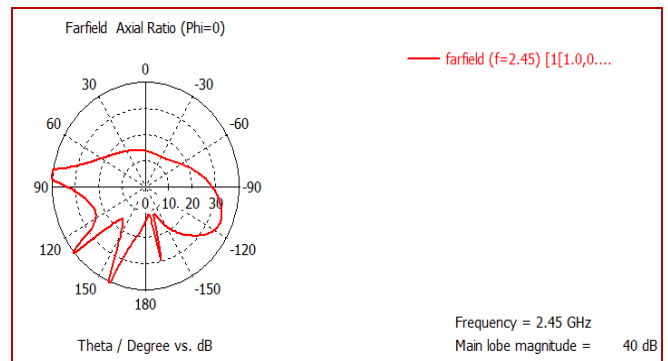 Farfield Axial Ratio (Phi=0)
farfield (f=2.45) [1[1.0,0....
0
30 -30
60 -60
90 0 10. 20 30 -90
120 -120
150 -150
180
Theta / Degree vs. dB
Frequency = 2.45 GHz
Main lobe magnitude = 40 dB